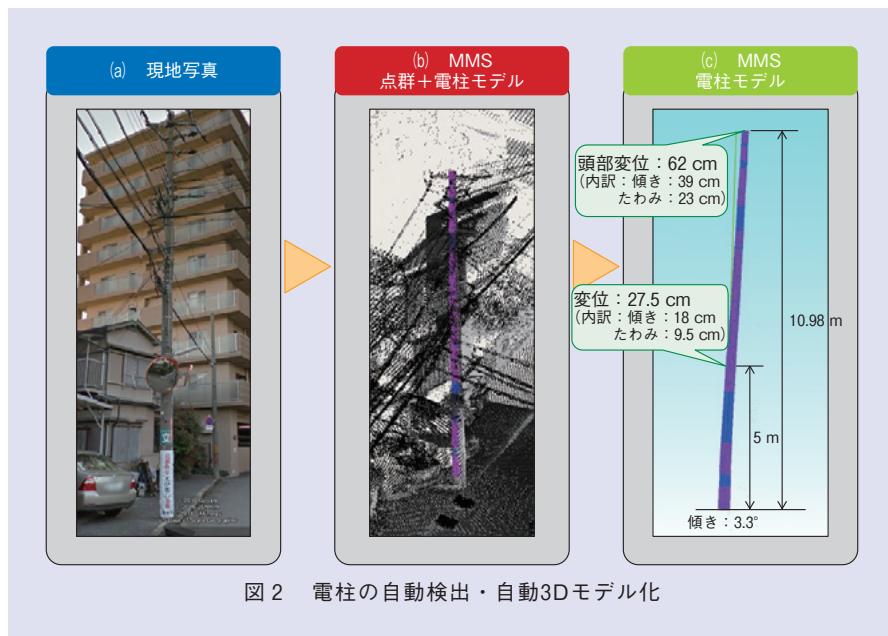 (a) 現地写真
(b) MMS
点群＋電柱モデル
(c) MMS
電柱モデル
頭部変位：62 cm
(内訳：傾き：39 cm
たわみ：23 cm)
変位：27.5 cm
(内訳：傾き：18 cm
たわみ：9.5 cm)
10.98 m
5 m
傾き：3.3°
図2 電柱の自動検出・自動3Dモデル化